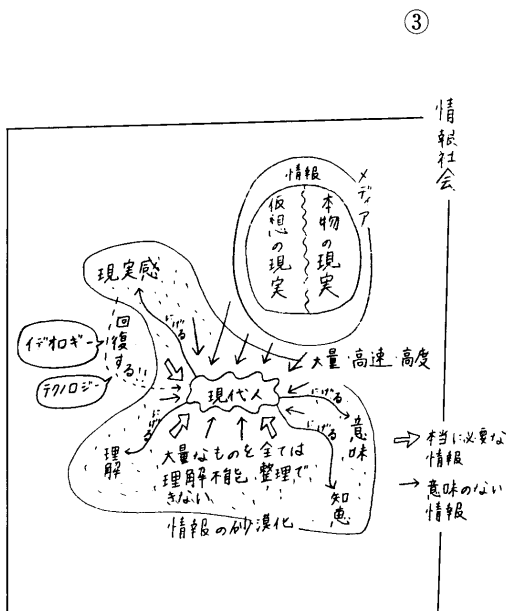 ③
情報社会
メディア
情報
本物の現実
仮想の現実
現実感
にげる
回復する!!
イデオロギー
テクノロジー
大量・高速・高度
現代人
にげる
理解
にげる
意味
にげる
知恵
大量なものを全ては
理解不能、整理で
きない
情報の砂漠化
⇨ 本当に必要な
情報
→ 意味のない
情報